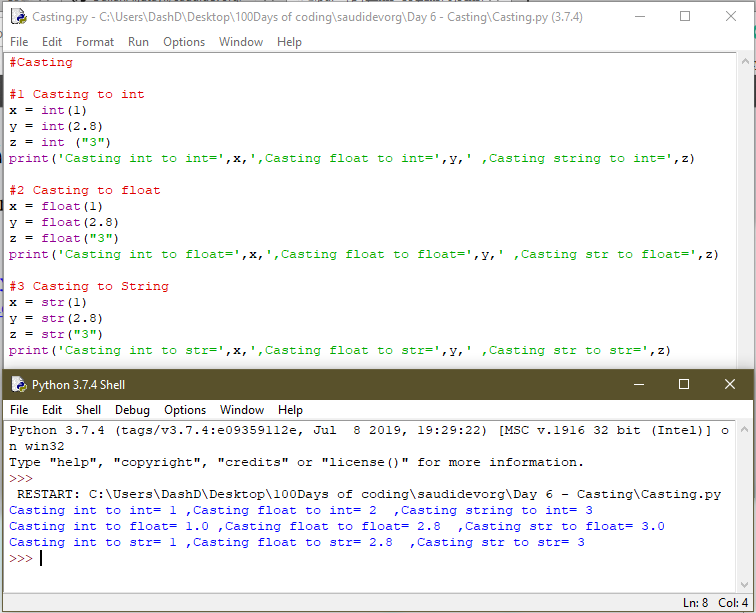 Casting.py - C:\Users\DashD\Desktop\100Days of coding\saudidevorg\Day 6 - Casting\Casting.py (3.7.4)
File Edit Format Run Options Window Help
#Casting
#1 Casting to int
x = int(1)
y = int(2.8)
z = int ("3")
print('Casting int to int=',x,',Casting float to int=',y,' ,Casting string to int=',z)
#2 Casting to float
x = float(1)
y = float(2.8)
z = float("3")
print('Casting int to float=',x,',Casting float to float=',y,' ,Casting str to float=',z)
#3 Casting to String
x = str(1)
y = str(2.8)
z = str("3")
print('Casting int to str=',x,',Casting float to str=',y,' ,Casting str to str=',z)
Python 3.7.4 Shell
File Edit Shell Debug Options Window Help
Python 3.7.4 (tags/v3.7.4:e09359112e, Jul  8 2019, 19:29:22) [MSC v.1916 32 bit (Intel)] o
n win32
Type "help", "copyright", "credits" or "license()" for more information.
>>>
 RESTART: C:\Users\DashD\Desktop\100Days of coding\saudidevorg\Day 6 - Casting\Casting.py
Casting int to int= 1 ,Casting float to int= 2  ,Casting string to int= 3
Casting int to float= 1.0 ,Casting float to float= 2.8  ,Casting str to float= 3.0
Casting int to str= 1 ,Casting float to str= 2.8  ,Casting str to str= 3
>>>
Ln: 8 Col: 4